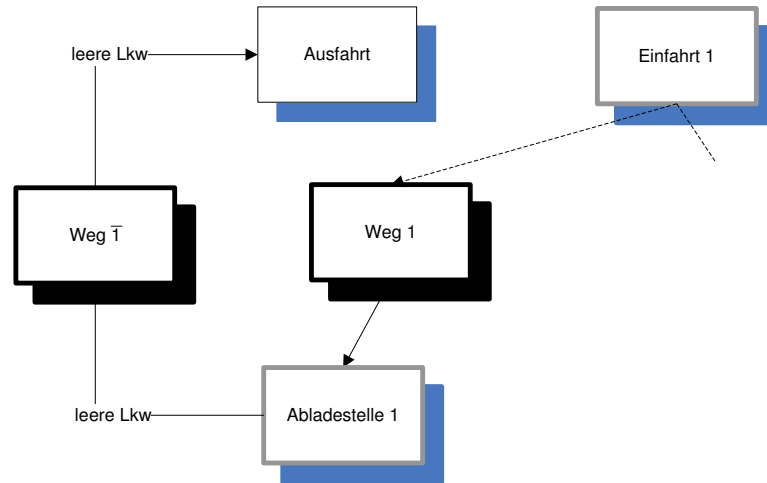 leere Lkw
Ausfahrt
Einfahrt 1
Weg 1̅
Weg 1
leere Lkw
Abladestelle 1